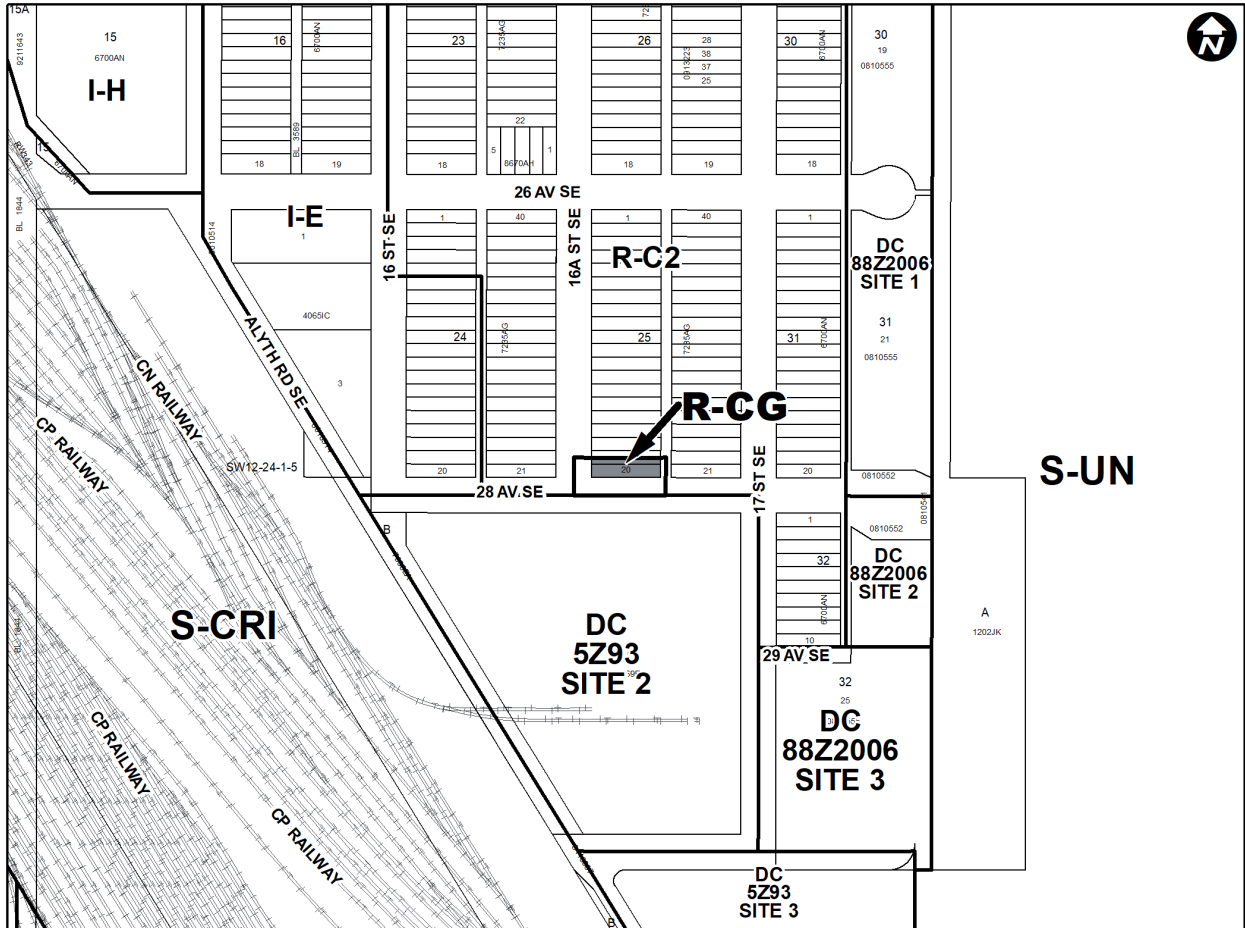 15A
15
16
23
26
30
30
N
9211643
6700AN
6700AN
7235AG
28
38
37
25
0913223
6700AN
19
0810555
I-H
22
BL 3589
15
5
8670AH
1
18
19
18
18
19
18
26 AV SE
BL 1844
I-E
1
1
40
1
40
1
16 ST SE
16A ST SE
R-C2
DC
88Z2006
SITE 1
4065IC
31
21
0810555
ALYTH RD SE
24
7235AG
25
7235AG
31
6700AN
CN RAILWAY
3
R-CG
CP RAILWAY
SW12-24-1-5
20
21
20
21
20
0810552
S-UN
28 AV SE
17 ST SE
B
1
0810552
32
DC
88Z2006
SITE 2
6700AN
S-CRI
DC
5Z93
SITE 2
A
1202JK
10
29 AV SE
32
25
DC
88Z2006
SITE 3
CP RAILWAY
CP RAILWAY
DC
5Z93
SITE 3
B